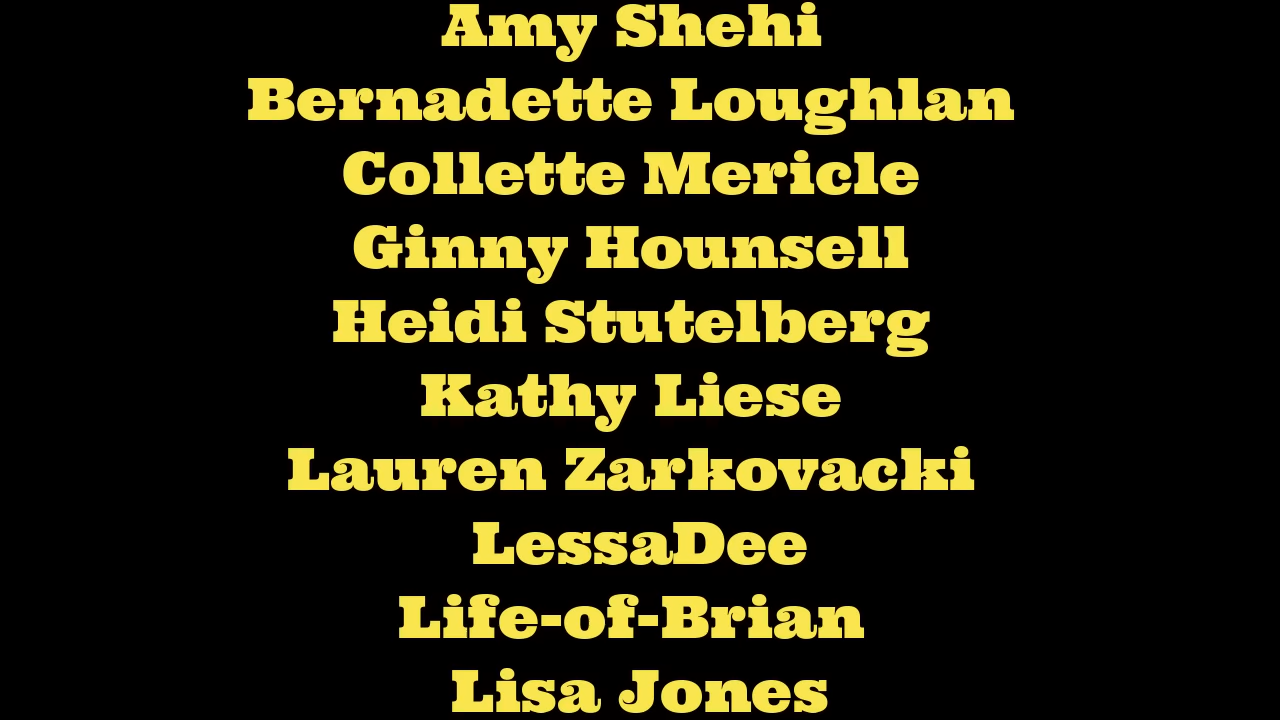 Amy Shehi
Bernadette Loughlan
Collette Mericle
Ginny Hounsell
Heidi Stutelberg
Kathy Liese
Lauren Zarkovacki
LessaDee
Life-of-Brian
Lisa Jones